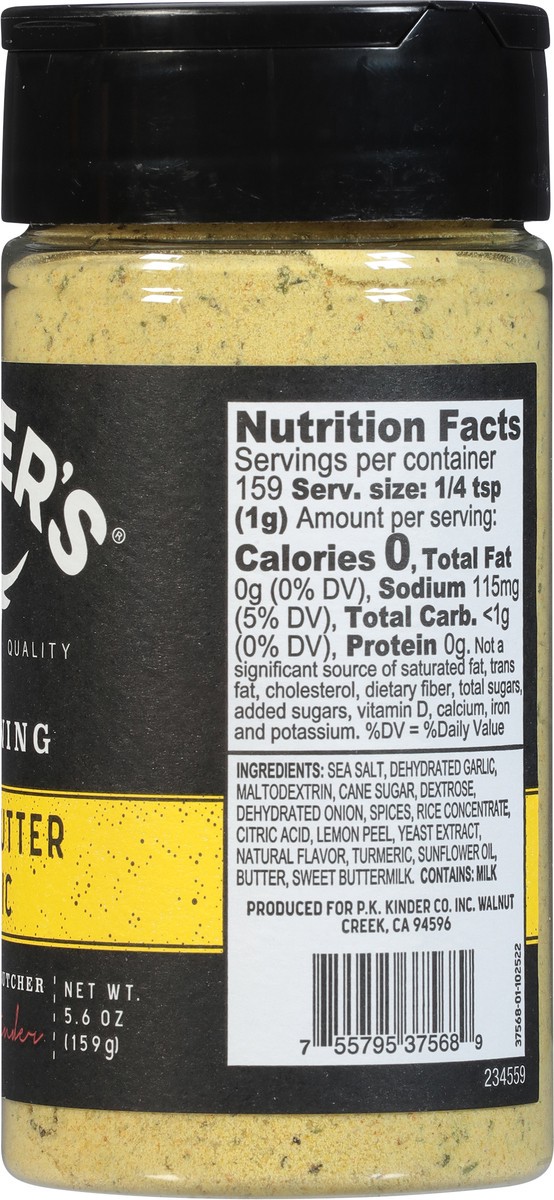 ER'S®
QUALITY
Nutrition Facts
Servings per container
159 Serv. size: 1/4 tsp
(1g) Amount per serving:
Calories 0, Total Fat
0g (0% DV), Sodium 115mg
(5% DV), Total Carb. <1g
(0% DV), Protein 0g. Not a
significant source of saturated fat, trans
fat, cholesterol, dietary fiber, total sugars,
added sugars, vitamin D, calcium, iron
and potassium. %DV = %Daily Value
INGREDIENTS: SEA SALT, DEHYDRATED GARLIC,
MALTODEXTRIN, CANE SUGAR, DEXTROSE,
DEHYDRATED ONION, SPICES, RICE CONCENTRATE,
CITRIC ACID, LEMON PEEL, YEAST EXTRACT,
NATURAL FLAVOR, TURMERIC, SUNFLOWER OIL,
BUTTER, SWEET BUTTERMILK. CONTAINS: MILK
PRODUCED FOR P.K. KINDER CO. INC. WALNUT
CREEK, CA 94596
7 55795 37568 9
37568-01-102522
234559
NING
UTTER
IC
UTCHER
NET WT.
5.6 OZ
(159g)